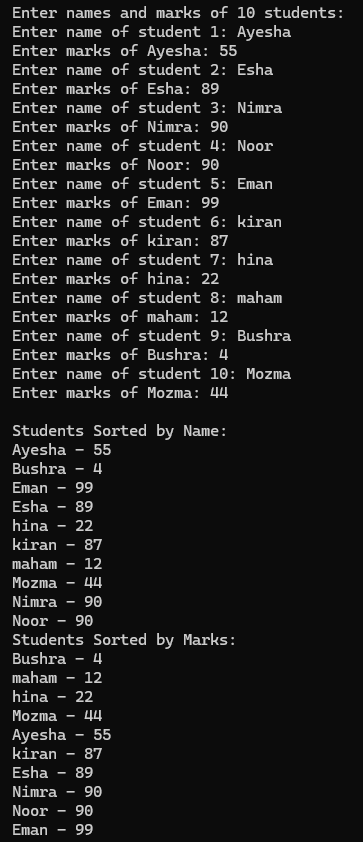 Enter names and marks of 10 students:
Enter name of student 1: Ayesha
Enter marks of Ayesha: 55
Enter name of student 2: Esha
Enter marks of Esha: 89
Enter name of student 3: Nimra
Enter marks of Nimra: 90
Enter name of student 4: Noor
Enter marks of Noor: 90
Enter name of student 5: Eman
Enter marks of Eman: 99
Enter name of student 6: kiran
Enter marks of kiran: 87
Enter name of student 7: hina
Enter marks of hina: 22
Enter name of student 8: maham
Enter marks of maham: 12
Enter name of student 9: Bushra
Enter marks of Bushra: 4
Enter name of student 10: Mozma
Enter marks of Mozma: 44

Students Sorted by Name:
Ayesha - 55
Bushra - 4
Eman - 99
Esha - 89
hina - 22
kiran - 87
maham - 12
Mozma - 44
Nimra - 90
Noor - 90
Students Sorted by Marks:
Bushra - 4
maham - 12
hina - 22
Mozma - 44
Ayesha - 55
kiran - 87
Esha - 89
Nimra - 90
Noor - 90
Eman - 99